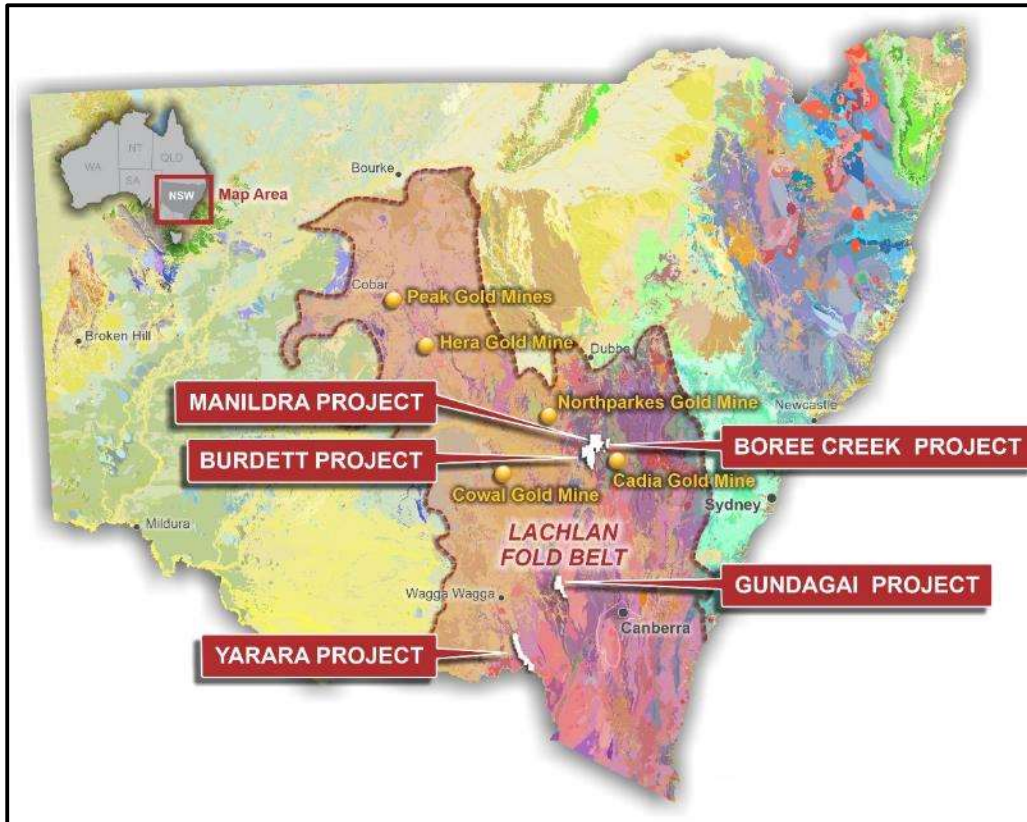 Bourke
NT
QLD
WA
SA
NSW
Map Area
Cobar
Peak Gold Mines
Broken Hill
Hera Gold Mine
Dubbo
MANILDRA PROJECT
Northparkes Gold Mine
Newcastle
BOREE CREEK PROJECT
BURDETT PROJECT
Cadia Gold Mine
Cowal Gold Mine
Sydney
Mildura
LACHLAN
FOLD BELT
GUNDAGAI PROJECT
Wagga Wagga
Canberra
YARARA PROJECT